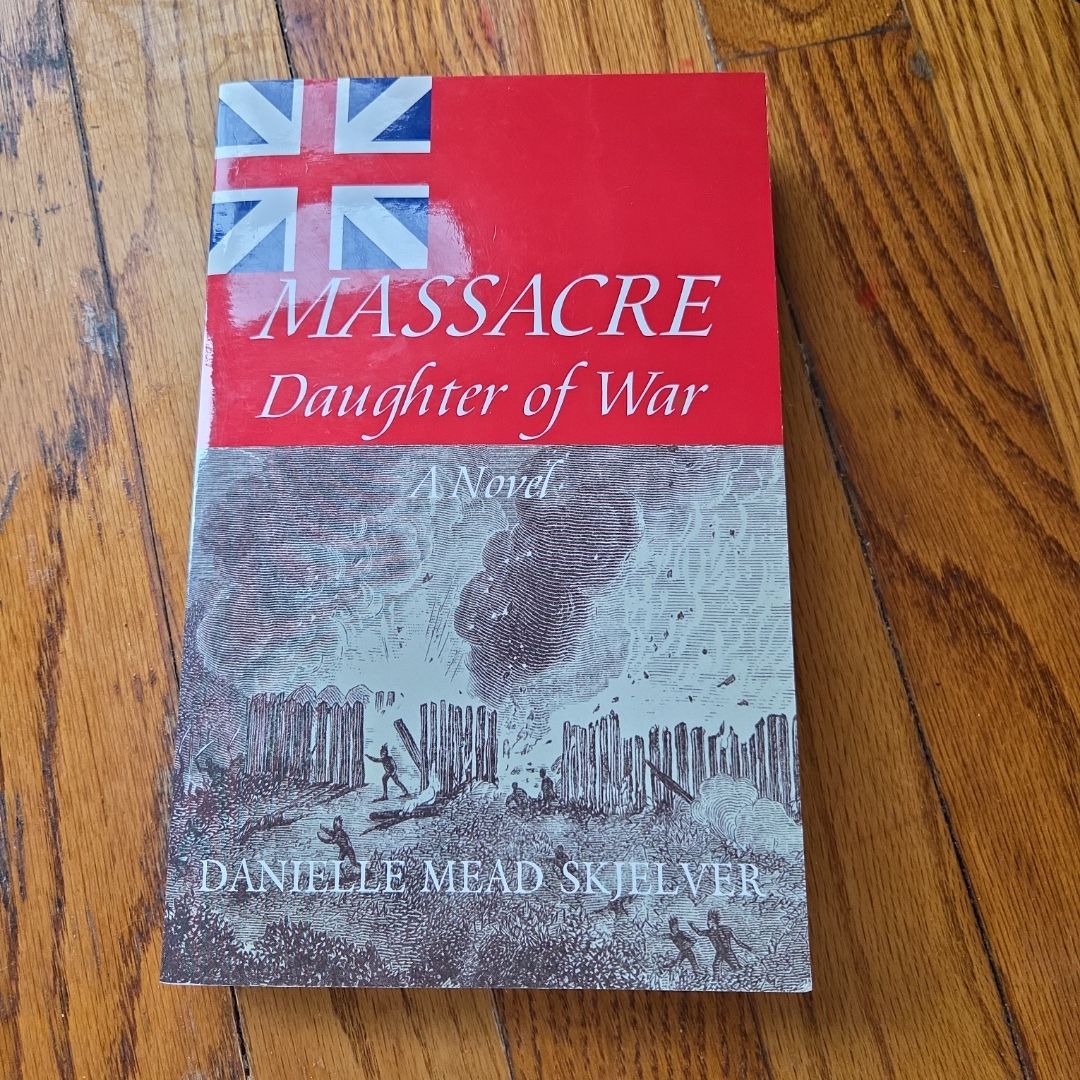 MASSACRE
Daughter of War
A Novel
DANIELLE MEAD SKJELVER